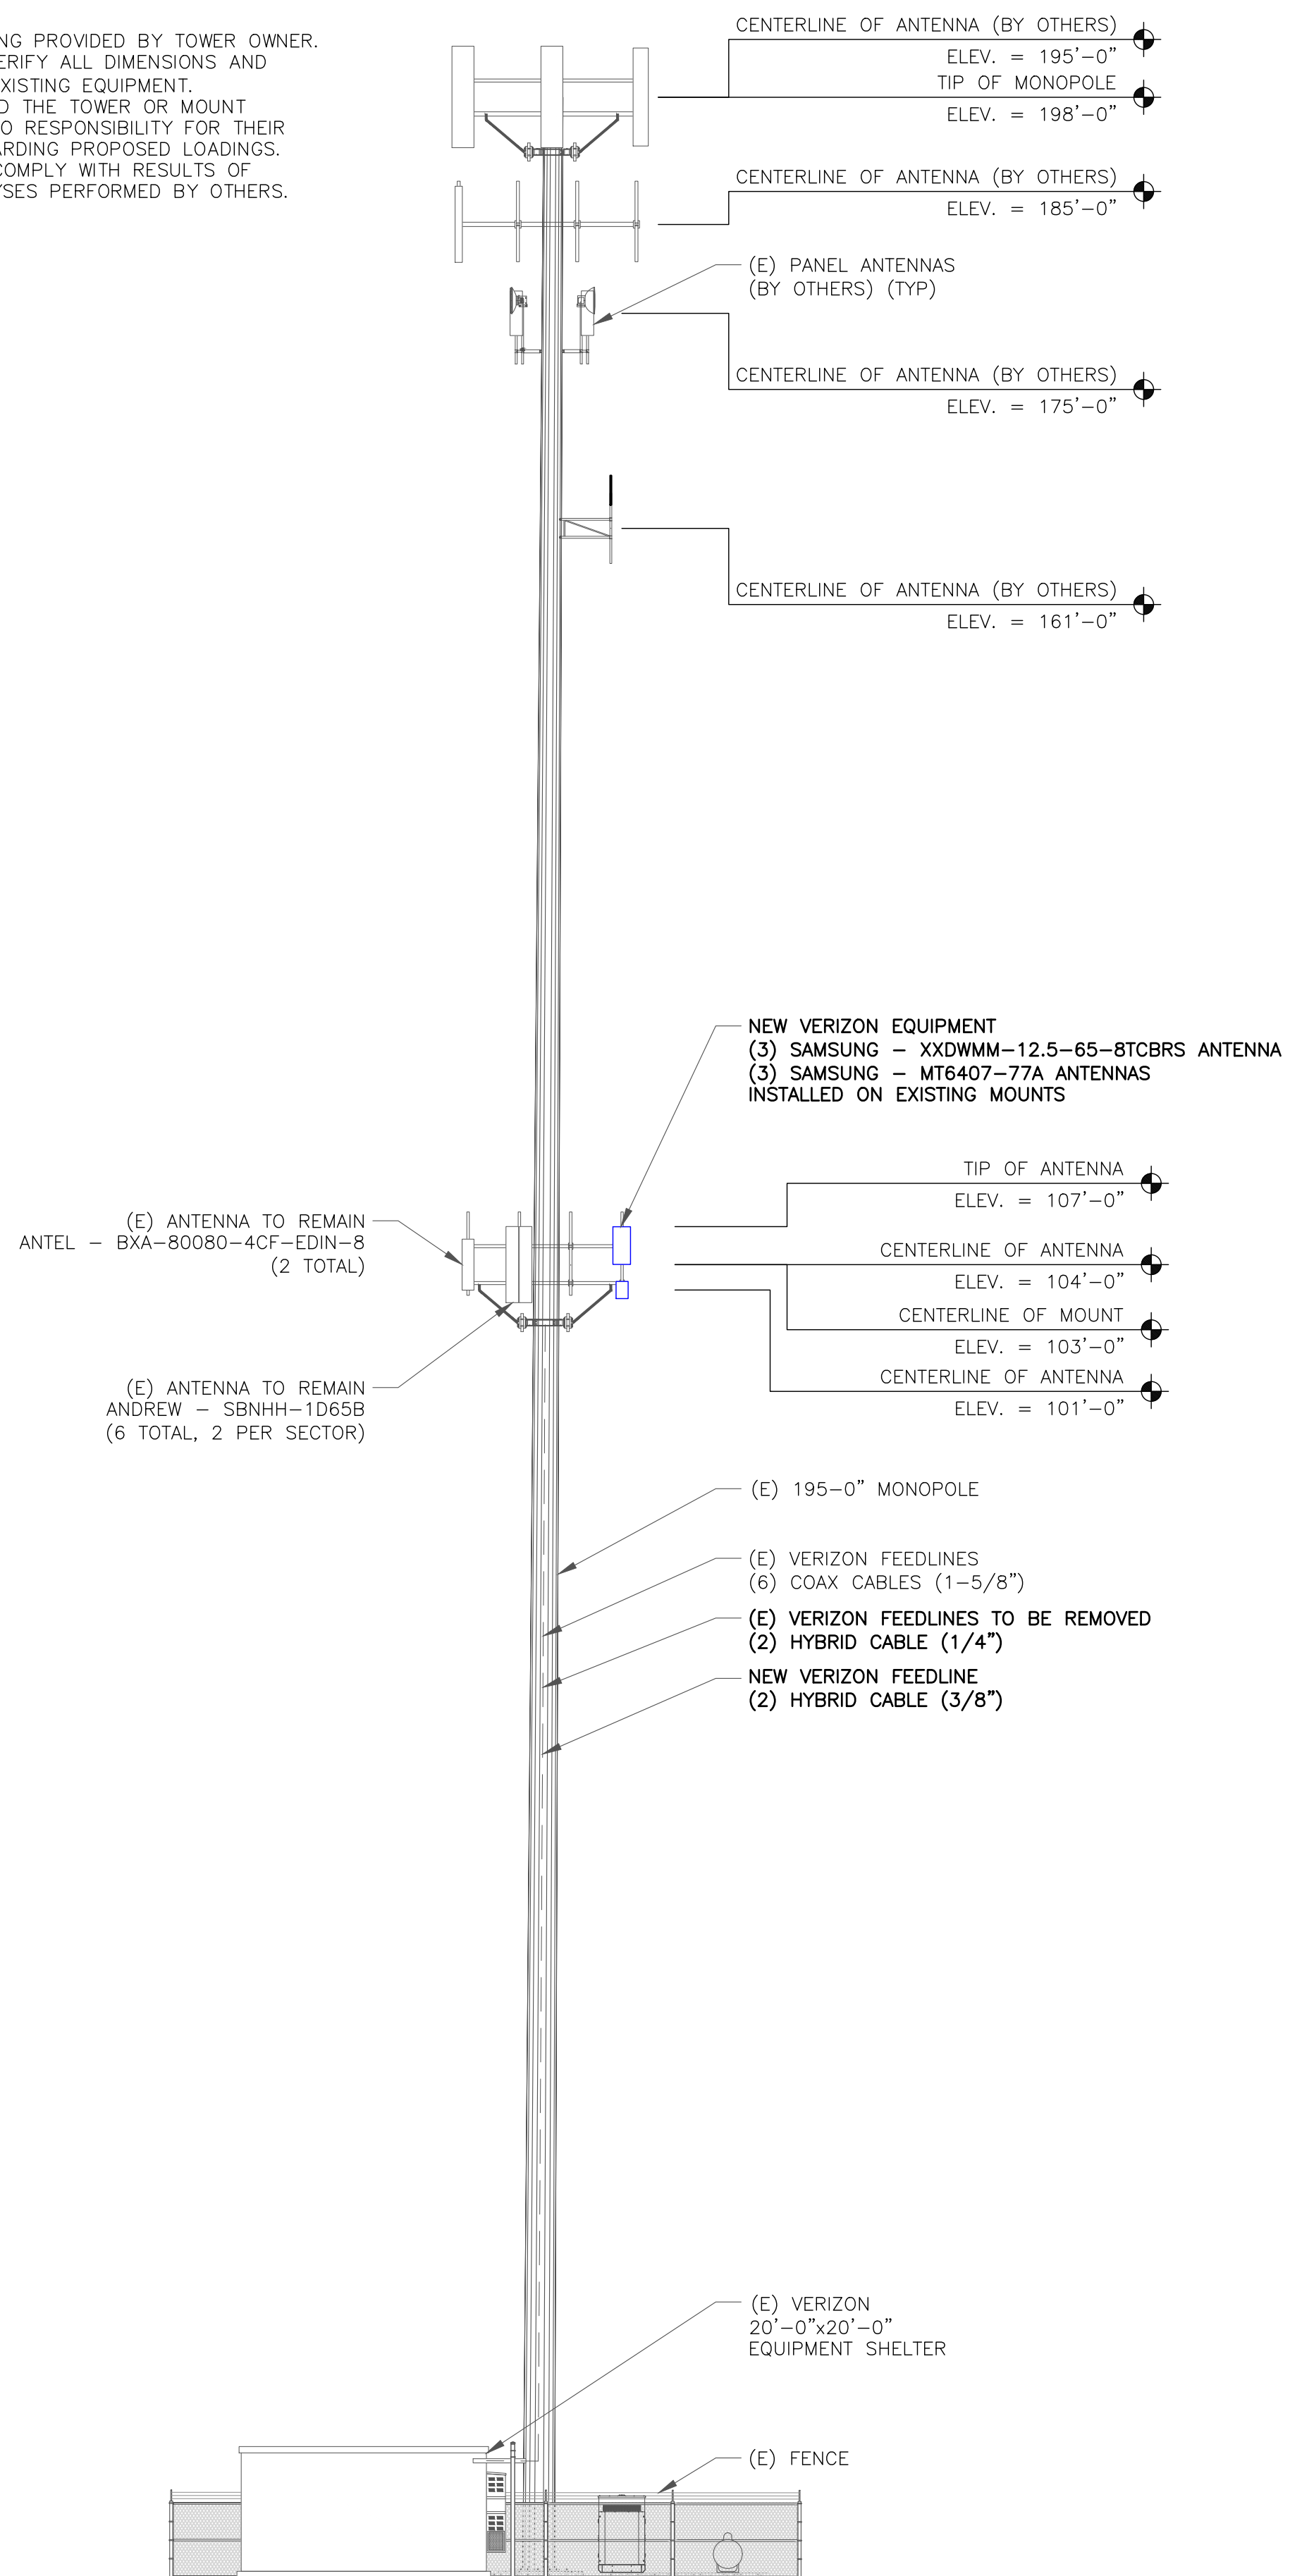 NG PROVIDED BY TOWER OWNER.
ERIFY ALL DIMENSIONS AND
XISTING EQUIPMENT.
D THE TOWER OR MOUNT
O RESPONSIBILITY FOR THEIR
ARDING PROPOSED LOADINGS.
COMPLY WITH RESULTS OF
YSES PERFORMED BY OTHERS.
CENTERLINE OF ANTENNA (BY OTHERS)
ELEV. = 195'-0"
TIP OF MONOPOLE
ELEV. = 198'-0"
CENTERLINE OF ANTENNA (BY OTHERS)
ELEV. = 185'-0"
(E) PANEL ANTENNAS
(BY OTHERS) (TYP)
CENTERLINE OF ANTENNA (BY OTHERS)
ELEV. = 175'-0"
CENTERLINE OF ANTENNA (BY OTHERS)
ELEV. = 161'-0"
NEW VERIZON EQUIPMENT
(3) SAMSUNG - XXDWMM-12.5-65-8TCBRS ANTENNA
(3) SAMSUNG - MT6407-77A ANTENNAS
INSTALLED ON EXISTING MOUNTS
TIP OF ANTENNA
ELEV. = 107'-0"
(E) ANTENNA TO REMAIN
ANTEL - BXA-80080-4CF-EDIN-8
(2 TOTAL)
CENTERLINE OF ANTENNA
ELEV. = 104'-0"
CENTERLINE OF MOUNT
ELEV. = 103'-0"
CENTERLINE OF ANTENNA
ELEV. = 101'-0"
(E) ANTENNA TO REMAIN
ANDREW - SBNHH-1D65B
(6 TOTAL, 2 PER SECTOR)
(E) 195-0" MONOPOLE
(E) VERIZON FEEDLINES
(6) COAX CABLES (1-5/8")
(E) VERIZON FEEDLINES TO BE REMOVED
(2) HYBRID CABLE (1/4")
NEW VERIZON FEEDLINE
(2) HYBRID CABLE (3/8")
(E) VERIZON
20'-0"x20'-0"
EQUIPMENT SHELTER
(E) FENCE